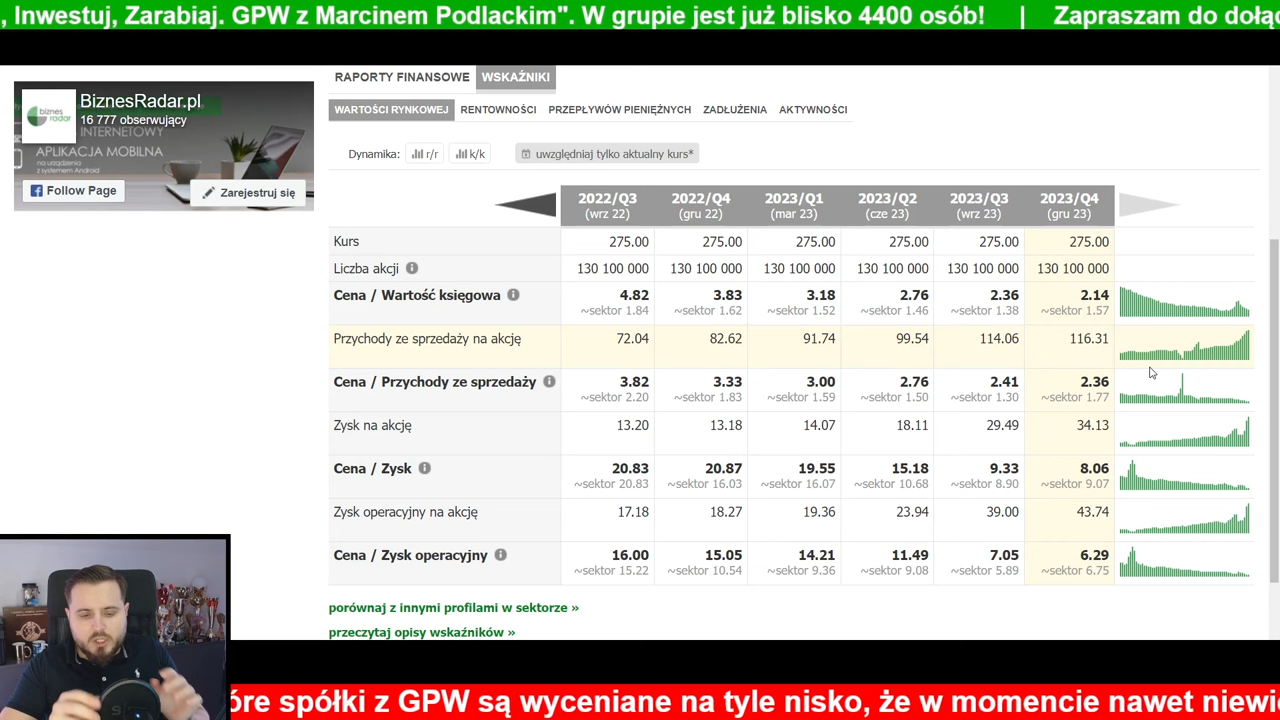 , Inwestuj, Zarabiaj. GPW z Marcinem Podlackim". W grupie jest już blisko 4400 osób! | Zapraszam do dołąc
RAPORTY FINANSOWE WSKAŹNIKI
BiznesRadar.pl
16 777 obserwujący
biznes radar
INTERNETOWY
APLIKACJA MOBILNA
na urządzenia
z systemem Android
Follow Page
Zarejestruj się
WARTOŚCI RYNKOWEJ RENTOWNOŚCI PRZEPŁYWÓW PIENIĘŻNYCH ZADŁUŻENIA AKTYWNOŚCI
Dynamika: r/r k/k uwzględniaj tylko aktualny kurs*
2022/Q3 2022/Q4 2023/Q1 2023/Q2 2023/Q3 2023/Q4
(wrz 22) (gru 22) (mar 23) (cze 23) (wrz 23) (gru 23)
Kurs 275.00 275.00 275.00 275.00 275.00 275.00
Liczba akcji 130 100 000 130 100 000 130 100 000 130 100 000 130 100 000 130 100 000
Cena / Wartość księgowa 4.82 3.83 3.18 2.76 2.36 2.14
~sektor 1.84 ~sektor 1.62 ~sektor 1.52 ~sektor 1.46 ~sektor 1.38 ~sektor 1.57
Przychody ze sprzedaży na akcję 72.04 82.62 91.74 99.54 114.06 116.31
Cena / Przychody ze sprzedaży 3.82 3.33 3.00 2.76 2.41 2.36
~sektor 2.20 ~sektor 1.83 ~sektor 1.59 ~sektor 1.50 ~sektor 1.30 ~sektor 1.77
Zysk na akcję 13.20 13.18 14.07 18.11 29.49 34.13
Cena / Zysk 20.83 20.87 19.55 15.18 9.33 8.06
~sektor 20.83 ~sektor 16.03 ~sektor 16.07 ~sektor 10.68 ~sektor 8.90 ~sektor 9.07
Zysk operacyjny na akcję 17.18 18.27 19.36 23.94 39.00 43.74
Cena / Zysk operacyjny 16.00 15.05 14.21 11.49 7.05 6.29
~sektor 15.22 ~sektor 10.54 ~sektor 9.36 ~sektor 9.08 ~sektor 5.89 ~sektor 6.75
porównaj z innymi profilami w sektorze »
przeczytaj opisy wskaźników »
óre spółki z GPW są wyceniane na tyle nisko, że w momencie nawet niewi